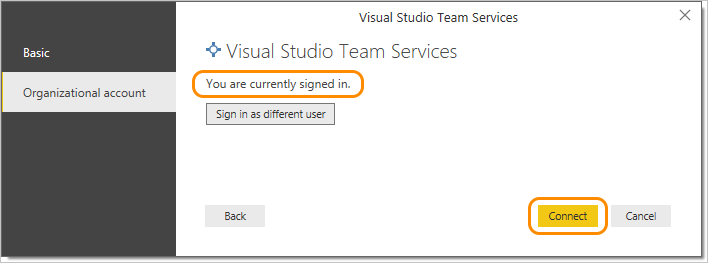 Visual Studio Team Services
Basic
Organizational account
Visual Studio Team Services
You are currently signed in.
Sign in as different user
Back
Connect
Cancel